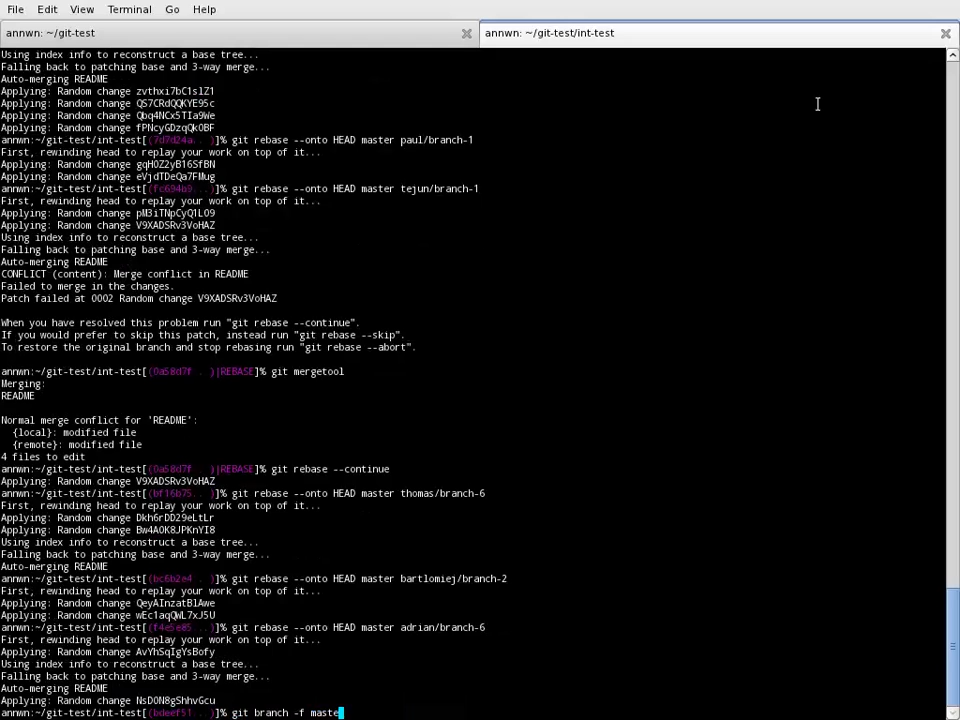 File Edit View Terminal Go Help
annwn: ~/git-test
annwn: ~/git-test/int-test
Using index info to reconstruct a base tree...
Falling back to patching base and 3-way merge...
Auto-merging README
Applying: Random change zvthxi7bC1slZ1
Applying: Random change QS7CRdQQKYE95c
Applying: Random change Qbq4NCx5TIa9We
Applying: Random change fPNCyGDzqQk0BF
annwn:~/git-test/int-test[(7d7d24a...)]% git rebase --onto HEAD master paul/branch-1
First, rewinding head to replay your work on top of it...
Applying: Random change gqH0Z2yB16SfBN
Applying: Random change eVjdTDeQa7FMug
annwn:~/git-test/int-test[(fc694b9...)]% git rebase --onto HEAD master tejun/branch-1
First, rewinding head to replay your work on top of it...
Applying: Random change pM3iTNpCyQ1L09
Applying: Random change V9XADSRv3VoHAZ
Using index info to reconstruct a base tree...
Falling back to patching base and 3-way merge...
Auto-merging README
CONFLICT (content): Merge conflict in README
Failed to merge in the changes.
Patch failed at 0002 Random change V9XADSRv3VoHAZ
When you have resolved this problem run "git rebase --continue".
If you would prefer to skip this patch, instead run "git rebase --skip".
To restore the original branch and stop rebasing run "git rebase --abort".
annwn:~/git-test/int-test[(0a58d7f...)|REBASE]% git mergetool
Merging:
README
Normal merge conflict for 'README':
{local}: modified file
{remote}: modified file
4 files to edit
annwn:~/git-test/int-test[(0a58d7f...)|REBASE]% git rebase --continue
Applying: Random change V9XADSRv3VoHAZ
annwn:~/git-test/int-test[(bf16b75...)]% git rebase --onto HEAD master thomas/branch-6
First, rewinding head to replay your work on top of it...
Applying: Random change Dkh6rDD29eLtLr
Applying: Random change Bw4A0K8JPKnYI8
Using index info to reconstruct a base tree...
Falling back to patching base and 3-way merge...
Auto-merging README
annwn:~/git-test/int-test[(bc6b2e4...)]% git rebase --onto HEAD master bartlomiej/branch-2
First, rewinding head to replay your work on top of it...
Applying: Random change QeyAInzatBlAwe
Applying: Random change wEc1aqQWL7xJ5U
annwn:~/git-test/int-test[(f4e5e85...)]% git rebase --onto HEAD master adrian/branch-6
First, rewinding head to replay your work on top of it...
Applying: Random change AvYhSqIgYsBofy
Using index info to reconstruct a base tree...
Falling back to patching base and 3-way merge...
Auto-merging README
Applying: Random change NsD0N8gShhvGcu
annwn:~/git-test/int-test[(bdeef51...)]% git branch -f maste